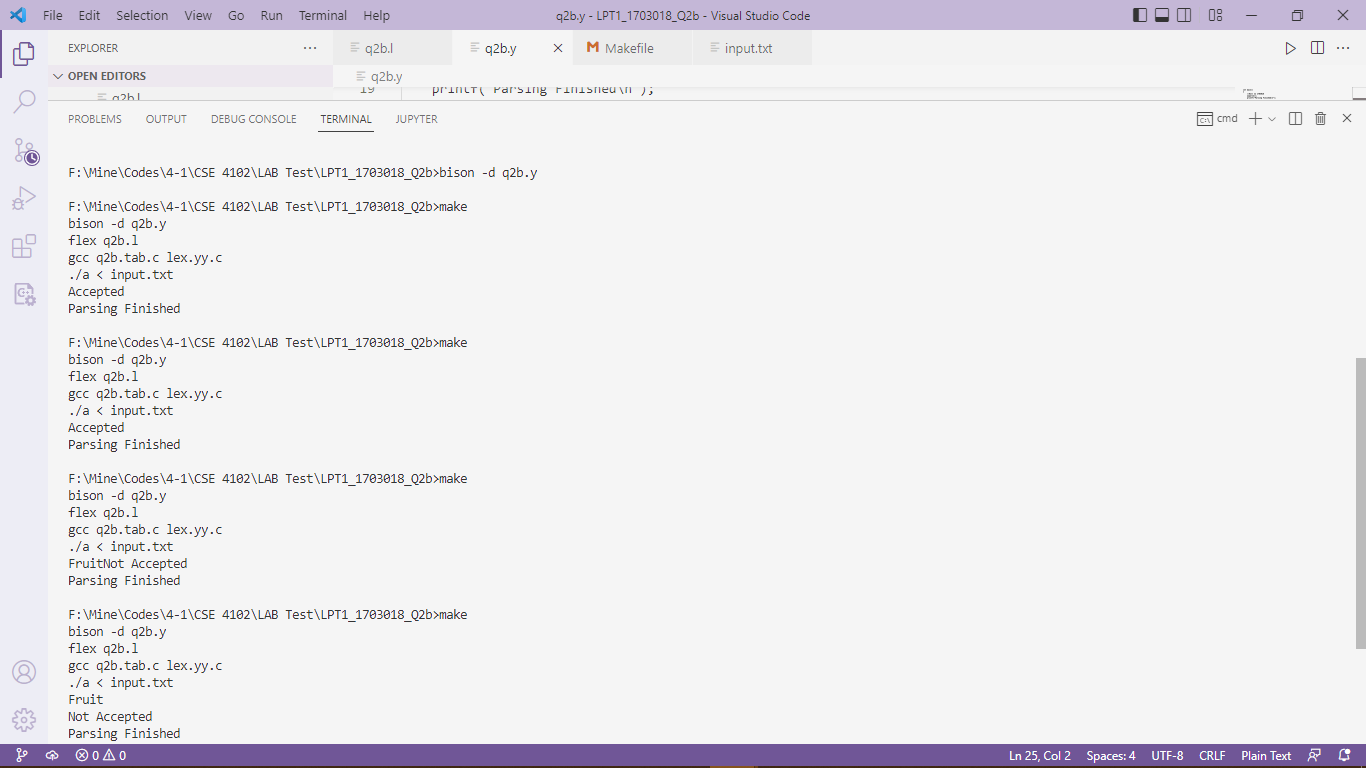 File Edit Selection View Go Run Terminal Help q2b.y - LPT1_1703018_Q2b - Visual Studio Code
EXPLORER
OPEN EDITORS
q2b.l
q2b.l q2b.y Makefile input.txt
q2b.y
19 printf("Parsing Finished\n");
PROBLEMS OUTPUT DEBUG CONSOLE TERMINAL JUPYTER cmd
F:\Mine\Codes\4-1\CSE 4102\LAB Test\LPT1_1703018_Q2b>bison -d q2b.y
F:\Mine\Codes\4-1\CSE 4102\LAB Test\LPT1_1703018_Q2b>make
bison -d q2b.y
flex q2b.l
gcc q2b.tab.c lex.yy.c
./a < input.txt
Accepted
Parsing Finished
F:\Mine\Codes\4-1\CSE 4102\LAB Test\LPT1_1703018_Q2b>make
bison -d q2b.y
flex q2b.l
gcc q2b.tab.c lex.yy.c
./a < input.txt
Accepted
Parsing Finished
F:\Mine\Codes\4-1\CSE 4102\LAB Test\LPT1_1703018_Q2b>make
bison -d q2b.y
flex q2b.l
gcc q2b.tab.c lex.yy.c
./a < input.txt
FruitNot Accepted
Parsing Finished
F:\Mine\Codes\4-1\CSE 4102\LAB Test\LPT1_1703018_Q2b>make
bison -d q2b.y
flex q2b.l
gcc q2b.tab.c lex.yy.c
./a < input.txt
Fruit
Not Accepted
Parsing Finished
0 0 Ln 25, Col 2 Spaces: 4 UTF-8 CRLF Plain Text